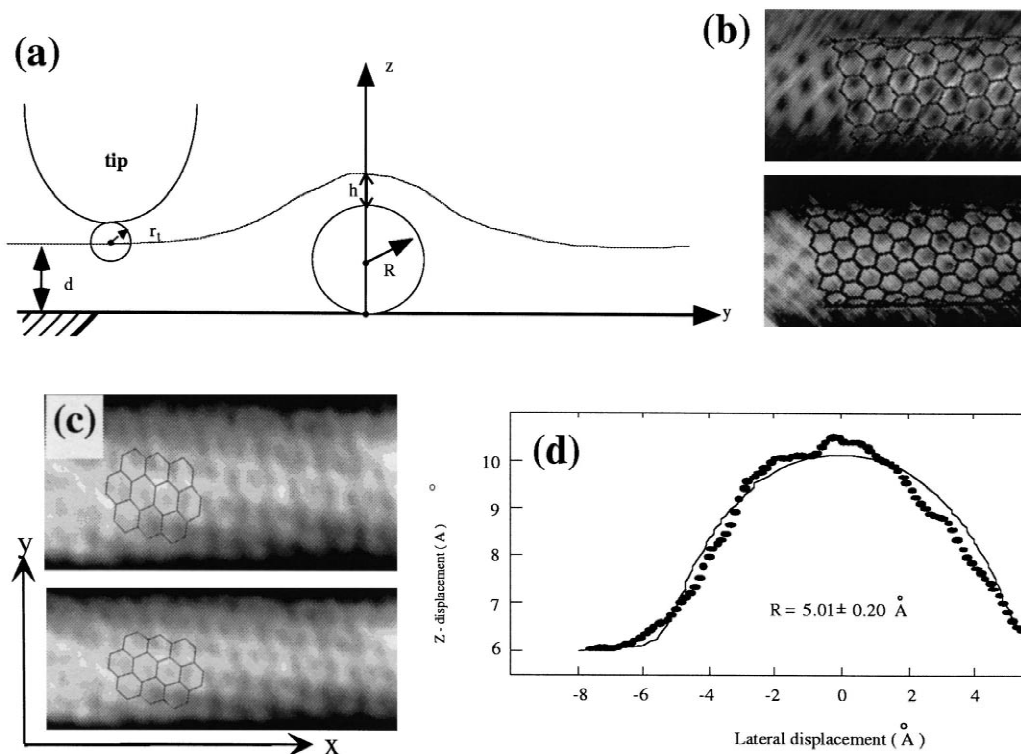 (a)
z
tip
h
r_t
R
d
y
(b)
(c)
y
x
(d)
10
9
8
7
6
Z - displacement ( Å )
R = 5.01 ± 0.20 Å
-8 -6 -4 -2 0 2 4
Lateral displacement ( Å )